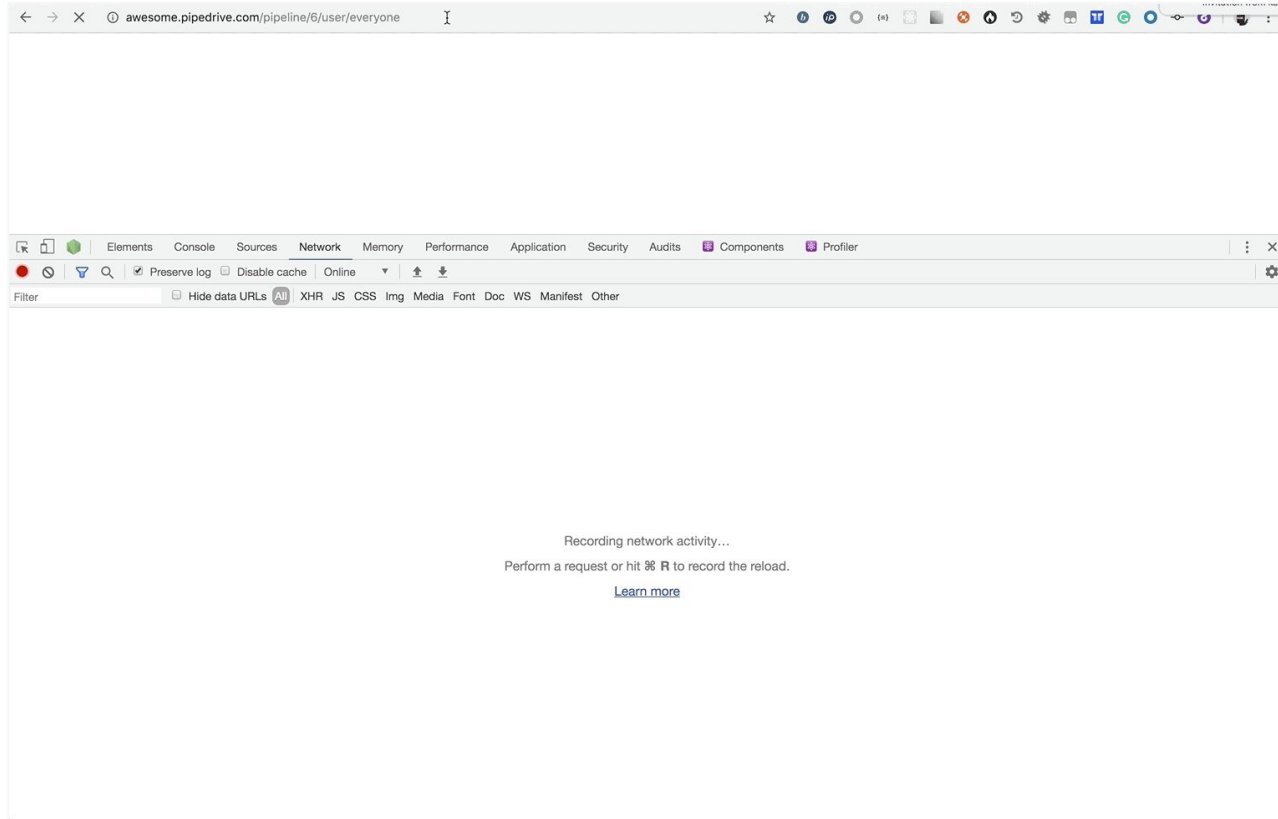 awesome.pipedrive.com/pipeline/6/user/everyone
Elements Console Sources Network Memory Performance Application Security Audits Components Profiler
Preserve log Disable cache Online
Filter Hide data URLs All XHR JS CSS Img Media Font Doc WS Manifest Other
Recording network activity…
Perform a request or hit ⌘ R to record the reload.
Learn more